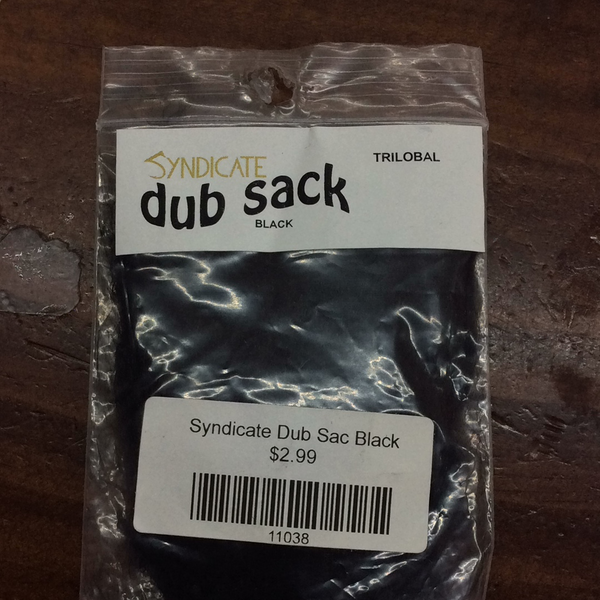 SYNDICATE
TRILOBAL
dub sack
BLACK
Syndicate Dub Sac Black
$2.99
11038